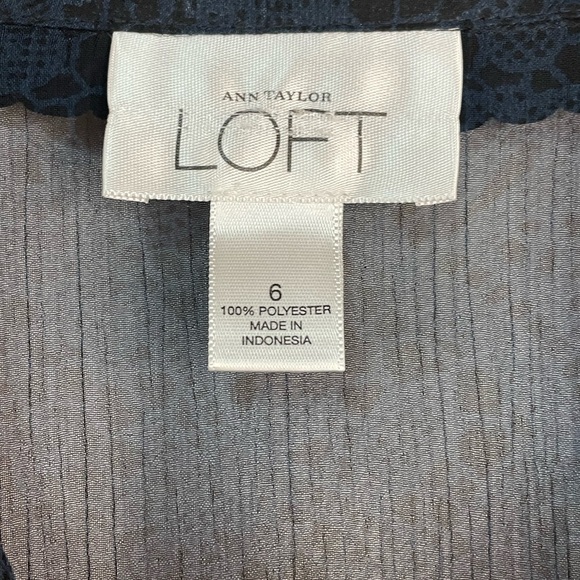 ANN TAYLOR
LOFT
6
100% POLYESTER
MADE IN
INDONESIA